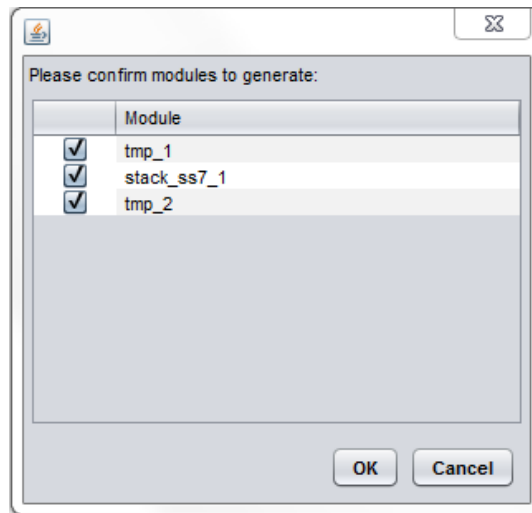 Please confirm modules to generate:
Module
tmp_1
stack_ss7_1
tmp_2
OK
Cancel